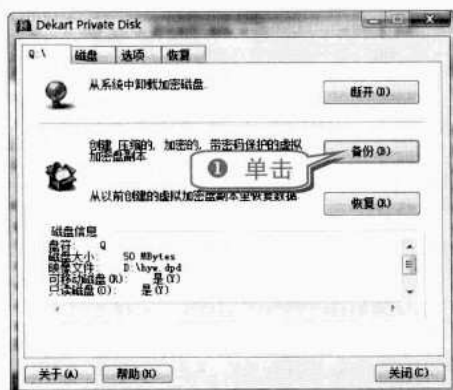 Dekart Private Disk
Q:\ 磁盘 选项 恢复
从系统中卸载加密磁盘
断开(D)
创建 压缩的, 加密的, 带密码保护的虚拟
加密盘副本
备份(B)
❶ 单击
从以前创建的虚拟加密盘副本里恢复数据
恢复(R)
磁盘信息
盘符: Q
磁盘大小: 50 MBytes
映像文件: D:\hyw.dpd
可移动磁盘(R): 是(Y)
只读磁盘(O): 是(Y)
关于(A) 帮助(H) 关闭(C)